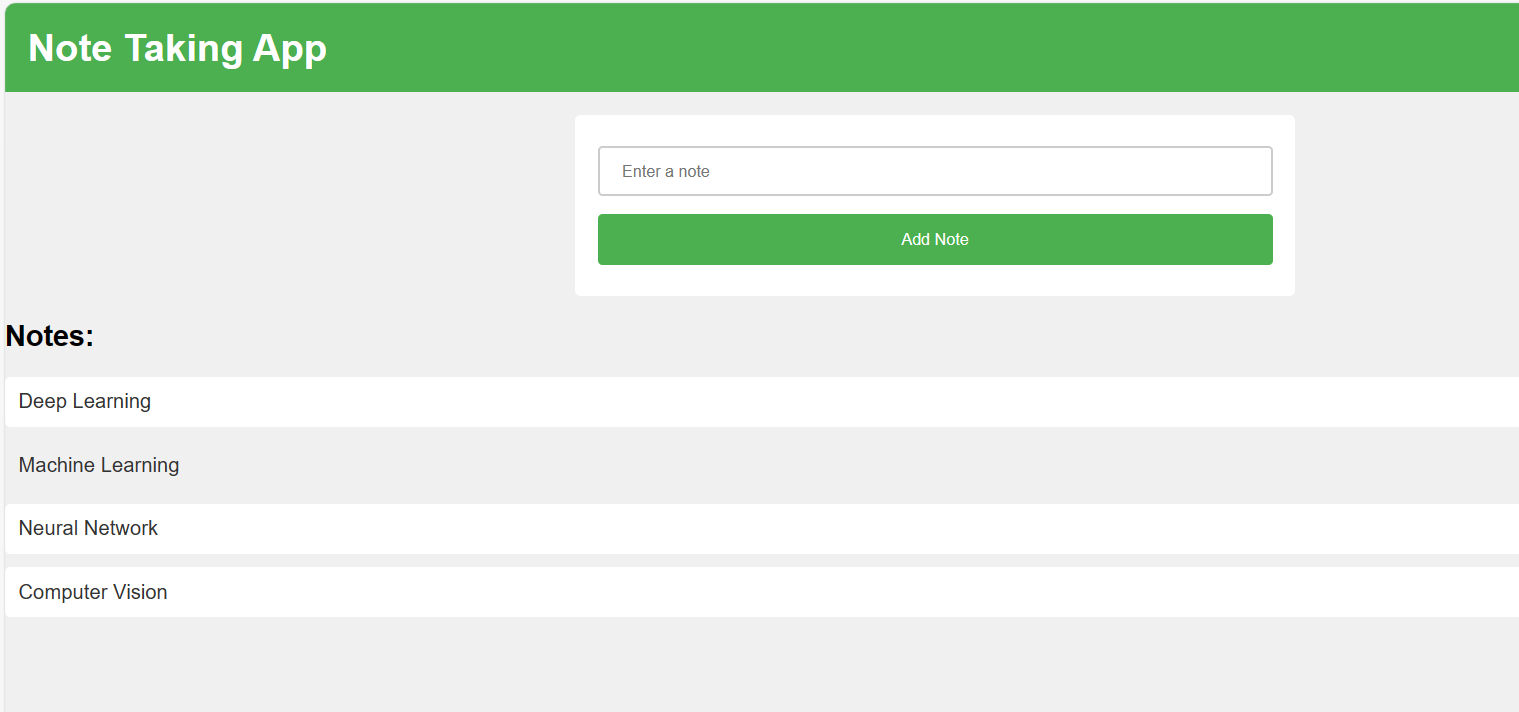 Note Taking App
Enter a note
Add Note
Notes:
Deep Learning
Machine Learning
Neural Network
Computer Vision